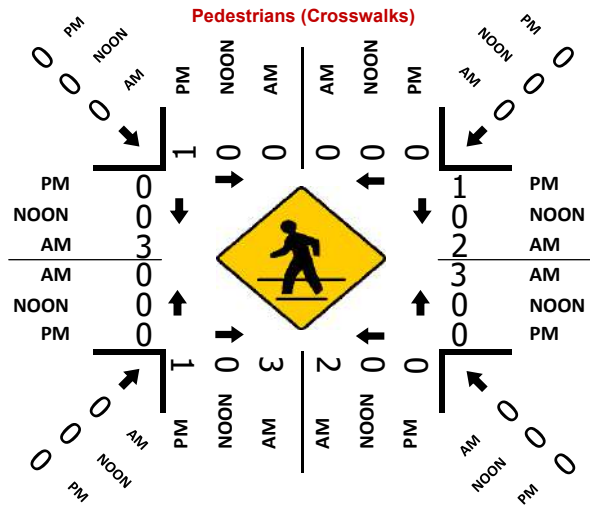 Pedestrians (Crosswalks)
PM NOON AM
0 0 0
PM NOON AM AM NOON PM
1 0 0 0 0 0
PM NOON AM
0 0 0
PM 0 1 PM
NOON 0 0 NOON
AM 3 2 AM
AM 0 3 AM
NOON 0 0 NOON
PM 0 0 PM
1 0 3 2 0 0
PM NOON AM AM NOON PM
0 0 0
AM NOON PM
0 0 0
AM NOON PM